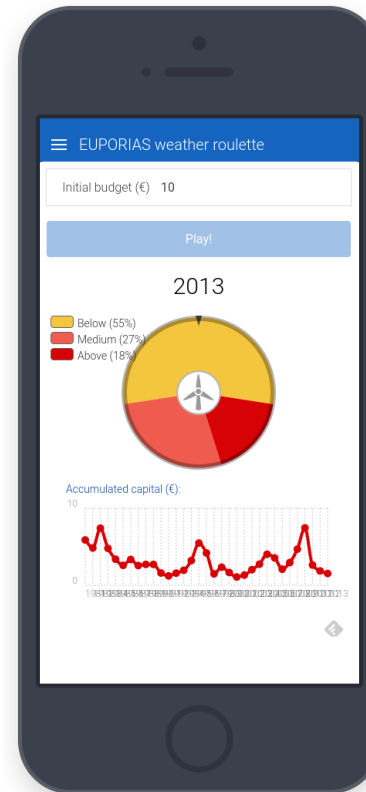 EUPORIAS weather roulette
Initial budget (€) 10
Play!
2013
Below (55%)
Medium (27%)
Above (18%)
Accumulated capital (€):
10
0